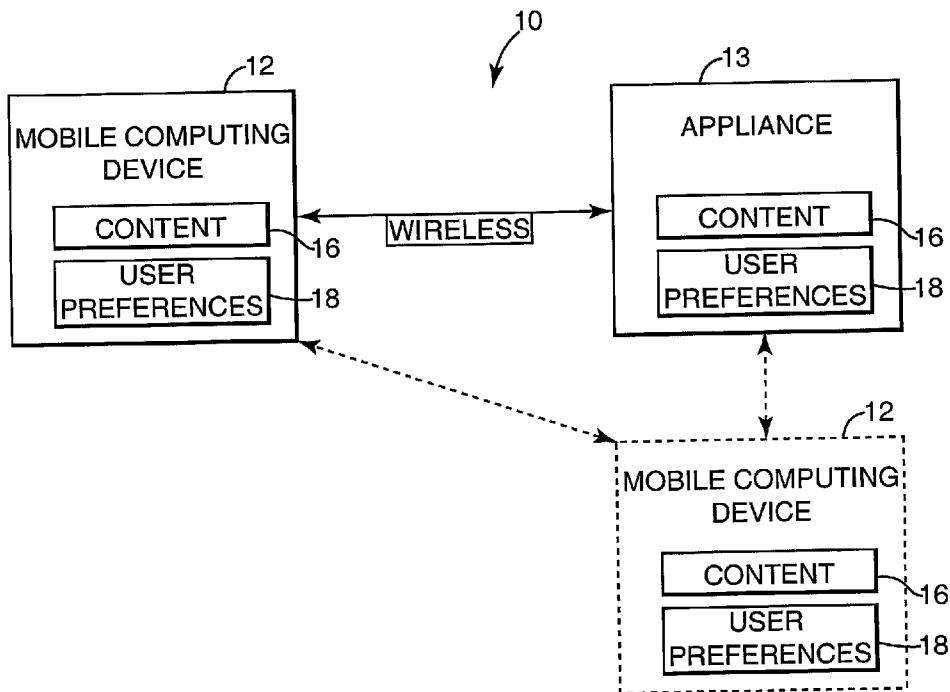 10
12
MOBILE COMPUTING
DEVICE
CONTENT
16
USER
PREFERENCES
18
WIRELESS
13
APPLIANCE
CONTENT
16
USER
PREFERENCES
18
12
MOBILE COMPUTING
DEVICE
CONTENT
16
USER
PREFERENCES
18